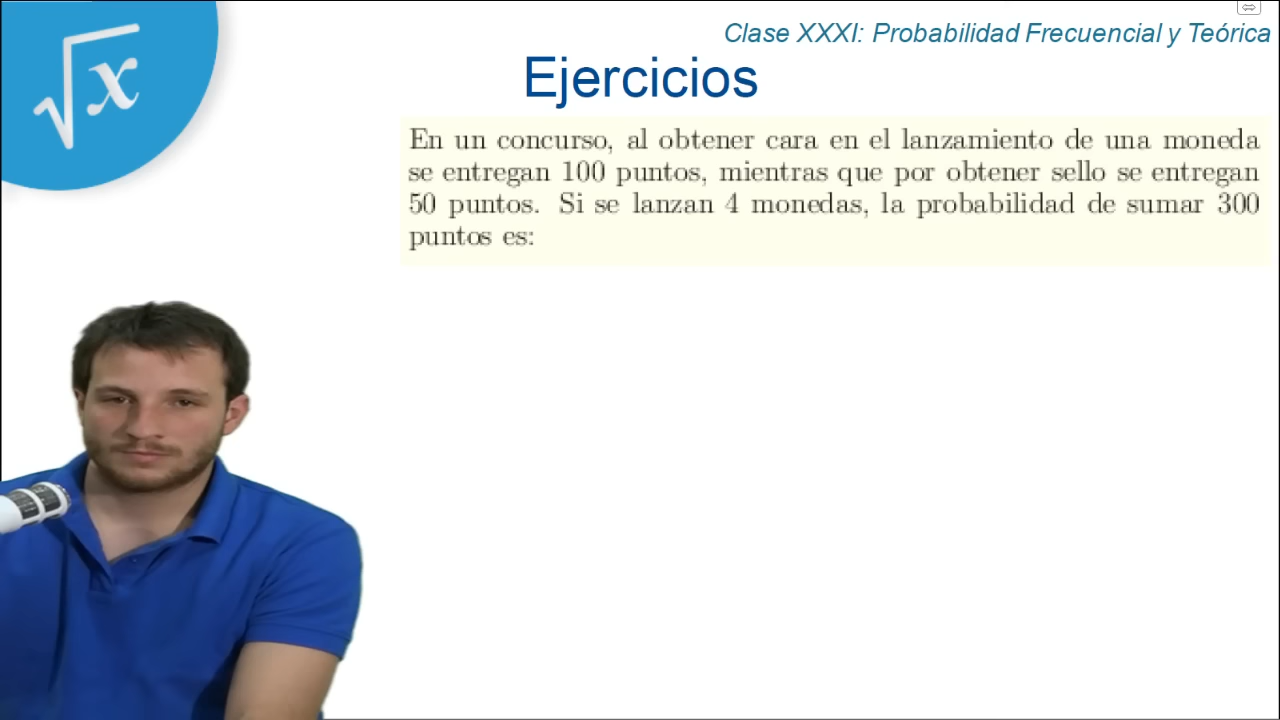 Clase XXXI: Probabilidad Frecuencial y Teórica
√x
Ejercicios
En un concurso, al obtener cara en el lanzamiento de una moneda
se entregan 100 puntos, mientras que por obtener sello se entregan
50 puntos. Si se lanzan 4 monedas, la probabilidad de sumar 300
puntos es: